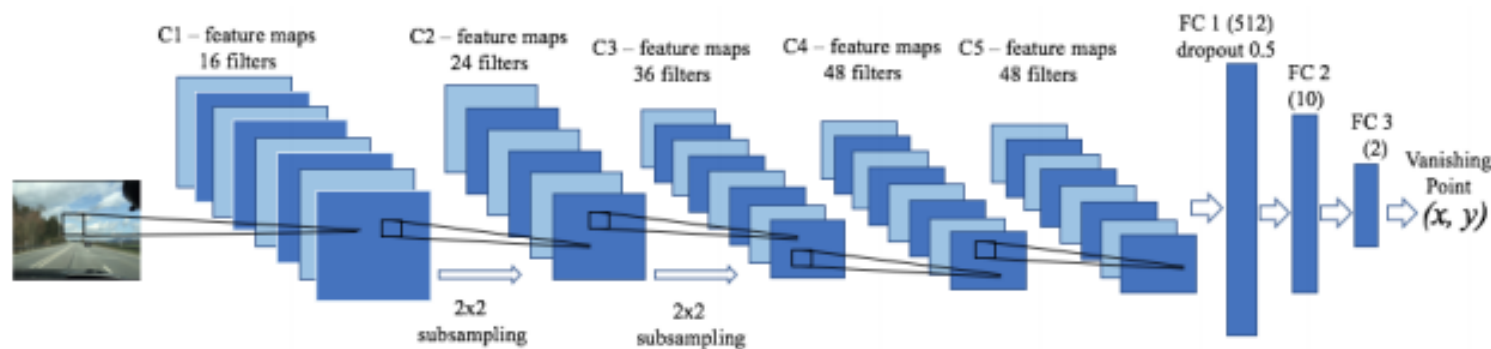 C1 – feature maps
16 filters
C2 – feature maps
24 filters
C3 – feature maps
36 filters
C4 – feature maps
48 filters
C5 – feature maps
48 filters
FC 1 (512)
dropout 0.5
FC 2
(10)
FC 3
(2)
Vanishing
Point
(x, y)
2x2
subsampling
2x2
subsampling